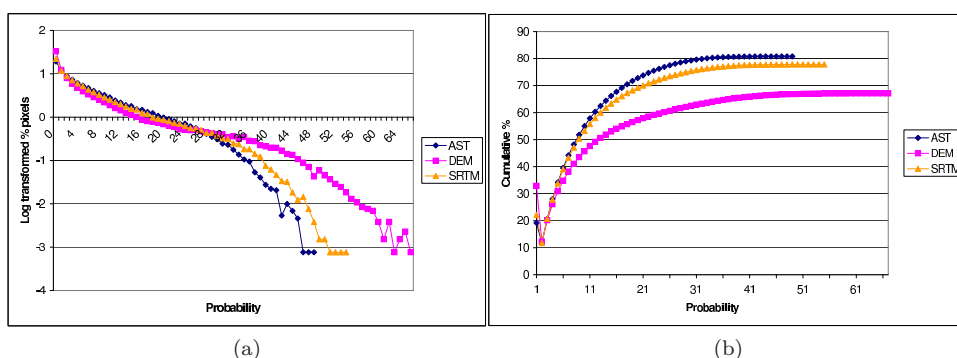 2
1
0
-1
-2
-3
-4
0 4 8 12 16 20 24 28 32 36 40 44 48 52 56 60 64
Log transformed % pixels
Probability
AST
DEM
SRTM
(a)
90
80
70
60
50
40
30
20
10
0
1 11 21 31 41 51 61
Cumulative %
Probability
AST
DEM
SRTM
(b)